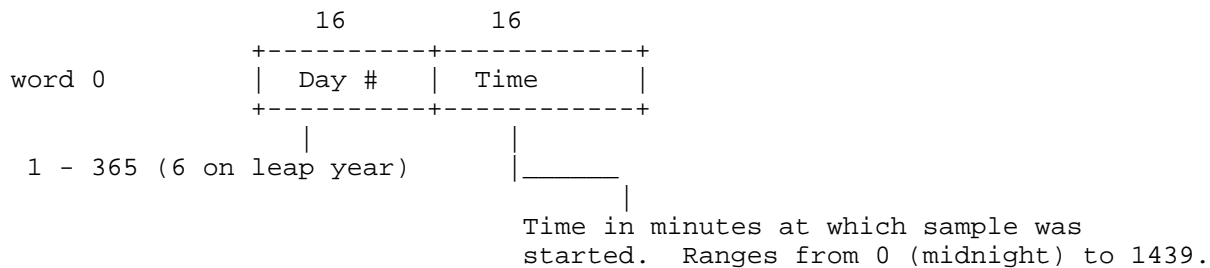 16          16
                +----------+------------+
word 0          |  Day #   |  Time      |
                +----------+------------+
                   |            |
 1 - 365 (6 on leap year)       |______
                                       |
                                Time in minutes at which sample was
                                started.  Ranges from 0 (midnight) to 1439.